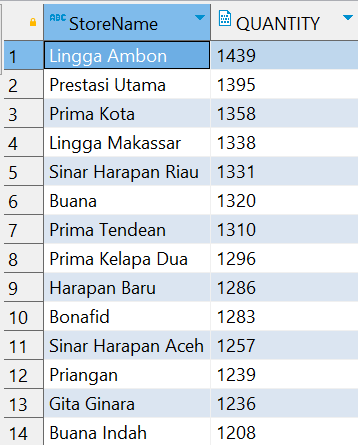 ABC StoreName QUANTITY
1 Lingga Ambon 1439
2 Prestasi Utama 1395
3 Prima Kota 1358
4 Lingga Makassar 1338
5 Sinar Harapan Riau 1331
6 Buana 1320
7 Prima Tendean 1310
8 Prima Kelapa Dua 1296
9 Harapan Baru 1286
10 Bonafid 1283
11 Sinar Harapan Aceh 1257
12 Priangan 1239
13 Gita Ginara 1236
14 Buana Indah 1208